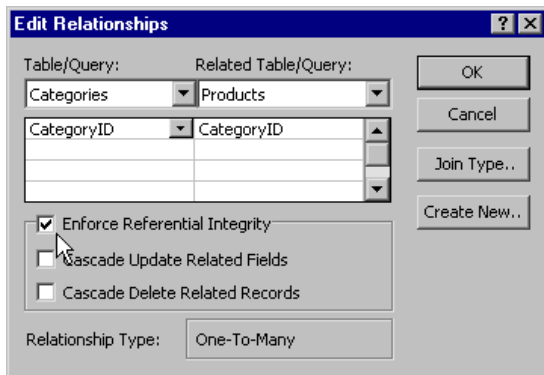 Edit Relationships
Table/Query: Related Table/Query:
Categories Products
CategoryID CategoryID
OK
Cancel
Join Type..
Create New..
Enforce Referential Integrity
Cascade Update Related Fields
Cascade Delete Related Records
Relationship Type: One-To-Many